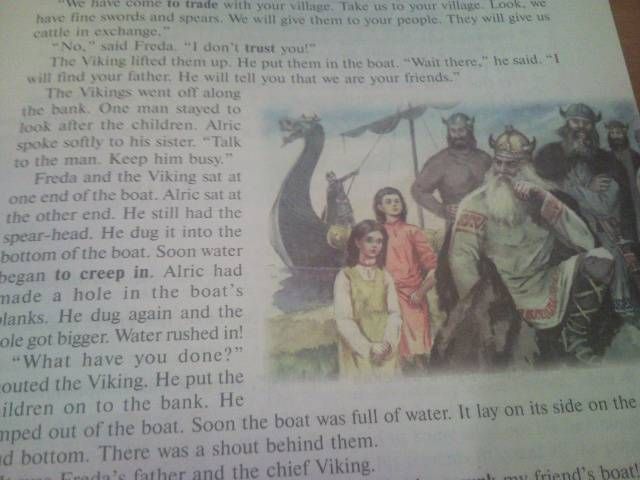 "We have come to trade with your village. Take us to your village. Look, we
have fine swords and spears. We will give them to your people. They will give us
cattle in exchange."
"No," said Freda. "I don't trust you!"
The Viking lifted them up. He put them in the boat. "Wait there," he said. "I
will find your father. He will tell you that we are your friends."
The Vikings went off along
the bank. One man stayed to
look after the children. Alric
spoke softly to his sister. "Talk
to the man. Keep him busy."
Freda and the Viking sat at
one end of the boat. Alric sat at
the other end. He still had the
spear-head. He dug it into the
bottom of the boat. Soon water
began to creep in. Alric had
made a hole in the boat's
planks. He dug again and the
ole got bigger. Water rushed in!
"What have you done?"
outed the Viking. He put the
ildren on to the bank. He
mped out of the boat. Soon the boat was full of water. It lay on its side on the
d bottom. There was a shout behind them.
Freda's father and the chief Viking.
my friend's boat!